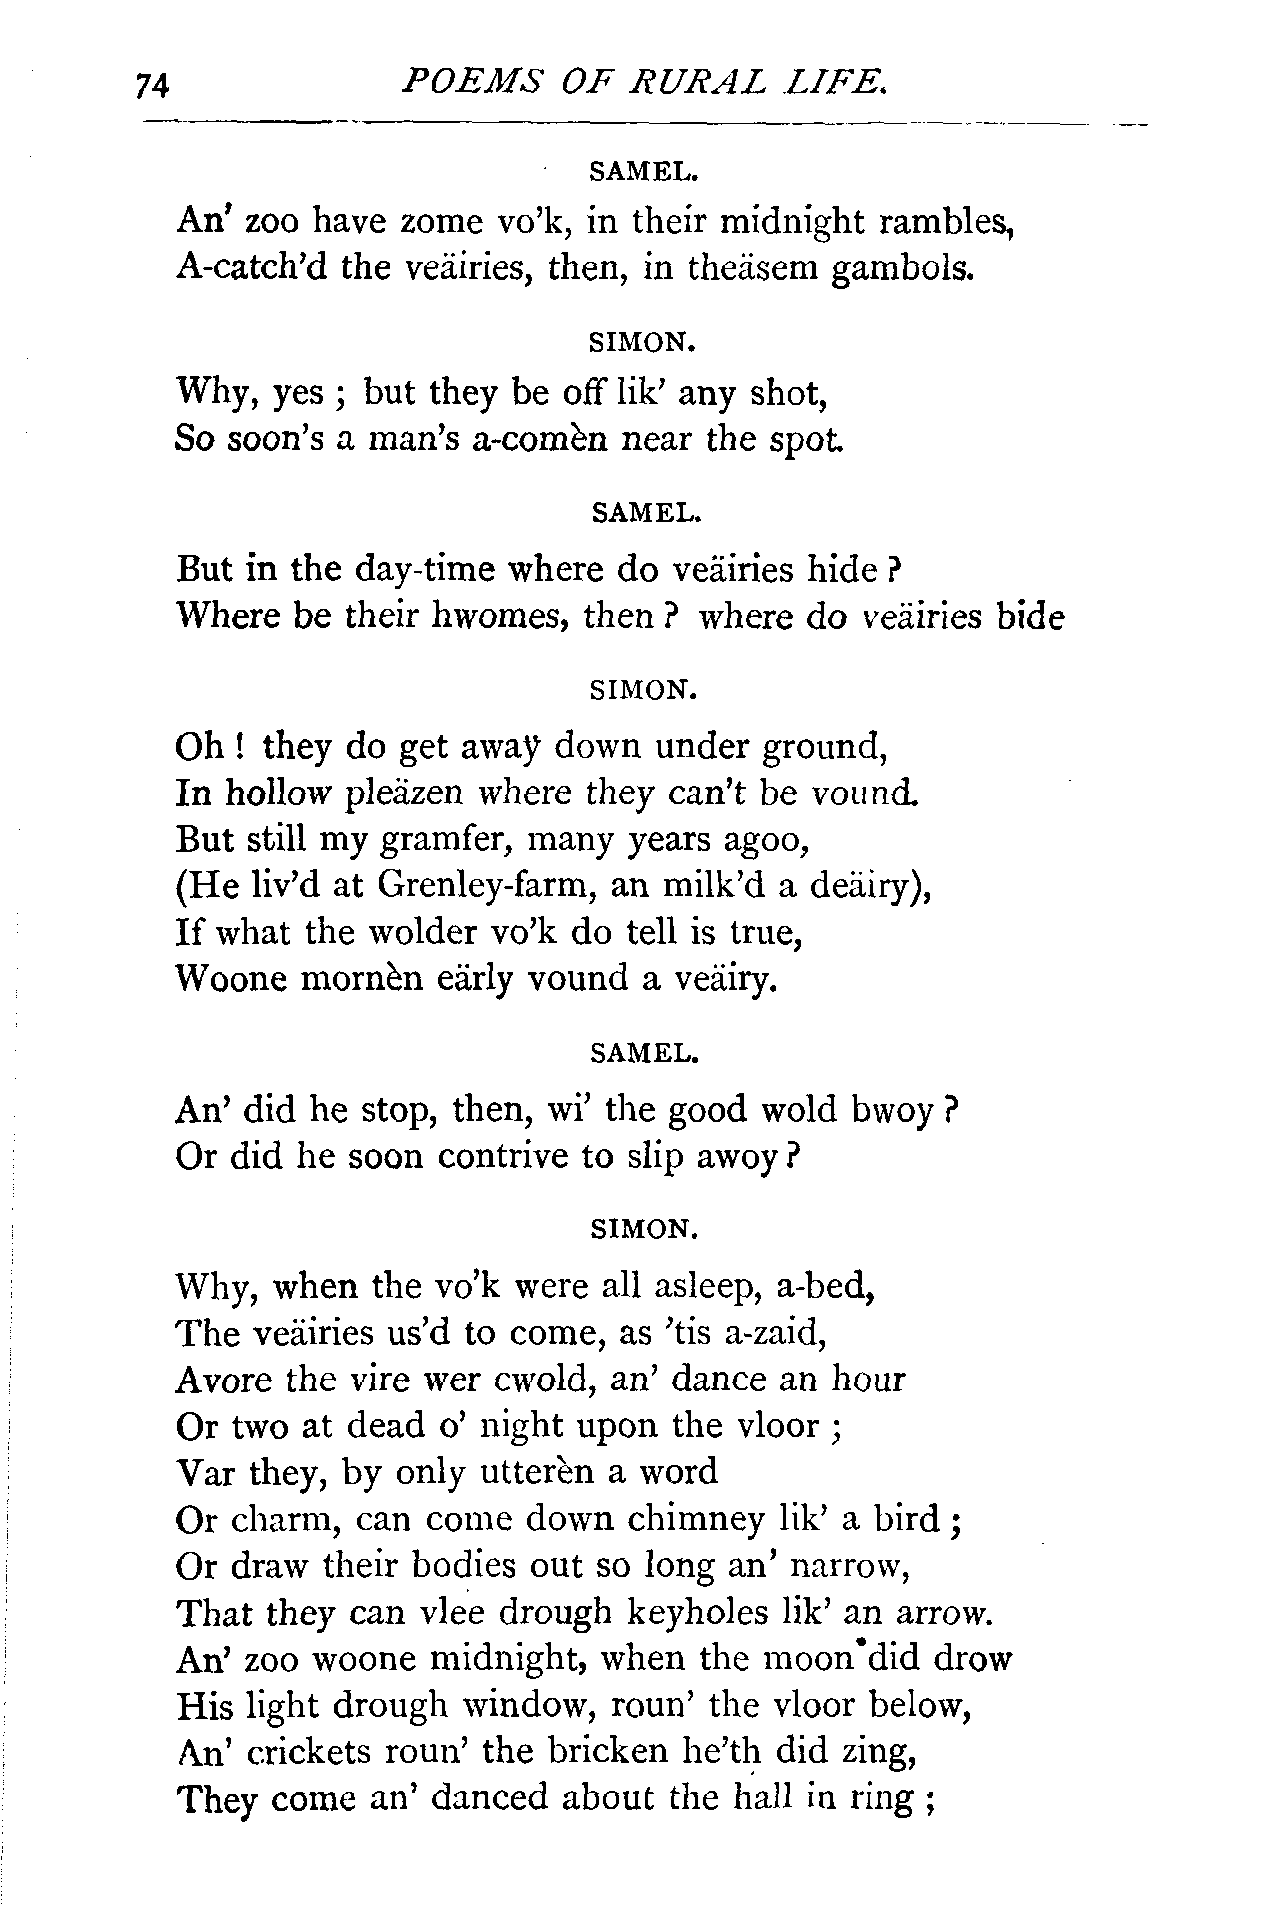 74 POEMS OF RURAL LIFE.
SAMEL.
An' zoo have zome vo'k, in their midnight rambles,
A-catch'd the veäiries, then, in theäsem gambols.
SIMON.
Why, yes ; but they be off lik' any shot,
So soon's a man's a-comèn near the spot.
SAMEL.
But in the day-time where do veäiries hide ?
Where be their hwomes, then ? where do veäiries bide
SIMON.
Oh ! they do get away down under ground,
In hollow pleäzen where they can't be vound.
But still my gramfer, many years agoo,
(He liv'd at Grenley-farm, an milk'd a deäiry),
If what the wolder vo'k do tell is true,
Woone mornèn eärly vound a veäiry.
SAMEL.
An' did he stop, then, wi' the good wold bwoy ?
Or did he soon contrive to slip awoy ?
SIMON.
Why, when the vo'k were all asleep, a-bed,
The veäiries us'd to come, as 'tis a-zaid,
Avore the vire wer cwold, an' dance an hour
Or two at dead o' night upon the vloor ;
Var they, by only utterèn a word
Or charm, can come down chimney lik' a bird ;
Or draw their bodies out so long an' narrow,
That they can vlee drough keyholes lik' an arrow.
An' zoo woone midnight, when the moon did drow
His light drough window, roun' the vloor below,
An' crickets roun' the bricken he'th did zing,
They come an' danced about the hall in ring ;